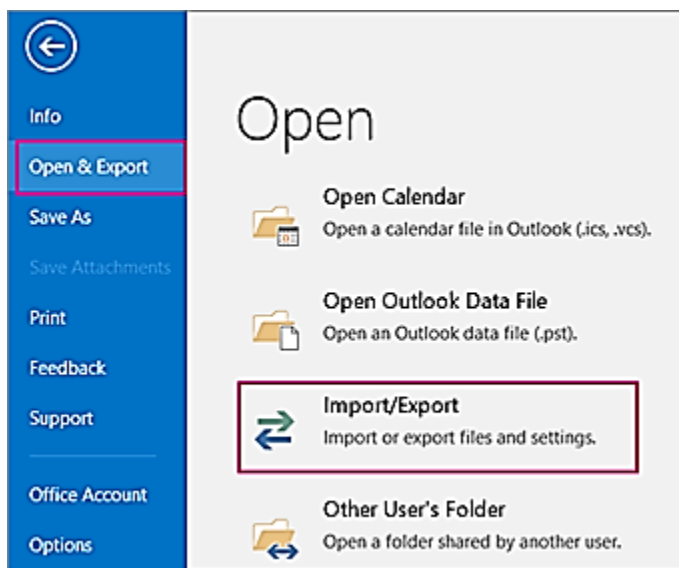 Info
Open & Export
Save As
Save Attachments
Print
Feedback
Support
Office Account
Options
Open
Open Calendar
Open a calendar file in Outlook (.ics, .vcs).
Open Outlook Data File
Open an Outlook data file (.pst).
Import/Export
Import or export files and settings.
Other User's Folder
Open a folder shared by another user.